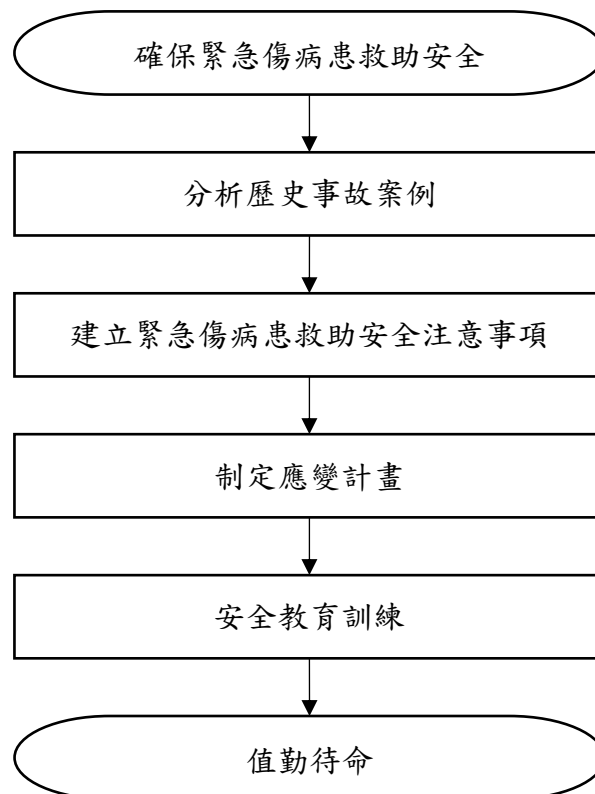 確保緊急傷病患救助安全
分析歷史事故案例
建立緊急傷病患救助安全注意事項
制定應變計畫
安全教育訓練
值勤待命